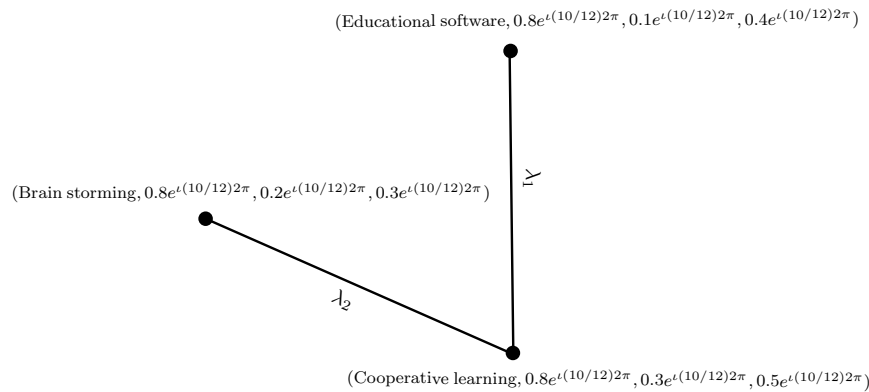 (Educational software, 0.8e^{ι(10/12)2π}, 0.1e^{ι(10/12)2π}, 0.4e^{ι(10/12)2π})
λ₁
(Brain storming, 0.8e^{ι(10/12)2π}, 0.2e^{ι(10/12)2π}, 0.3e^{ι(10/12)2π})
λ₂
(Cooperative learning, 0.8e^{ι(10/12)2π}, 0.3e^{ι(10/12)2π}, 0.5e^{ι(10/12)2π})